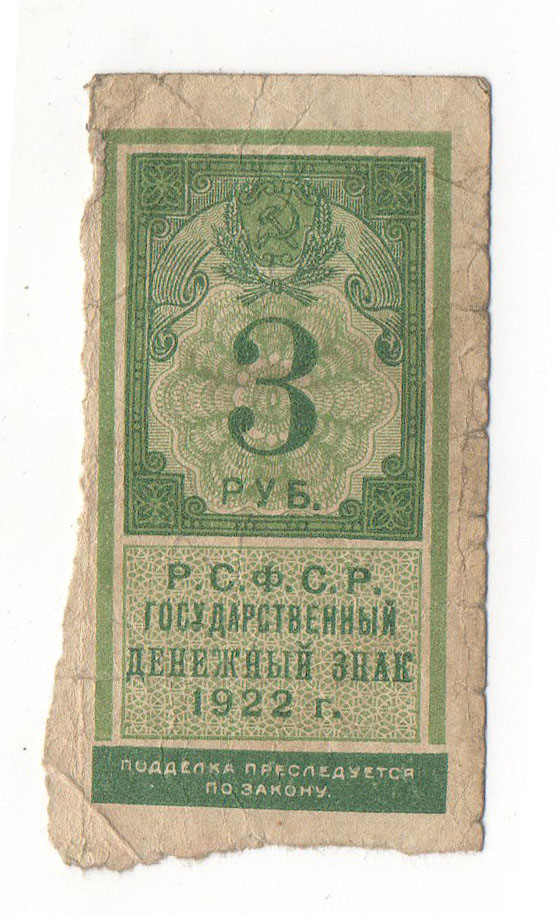 3
РУБ.
Р.С.Ф.С.Р.
ГОСУДАРСТВЕННЫЙ
ДЕНЕЖНЫЙ ЗНАК
1922 г.
ПОДДЕЛКА ПРЕСЛЕДУЕТСЯ
ПО ЗАКОНУ.